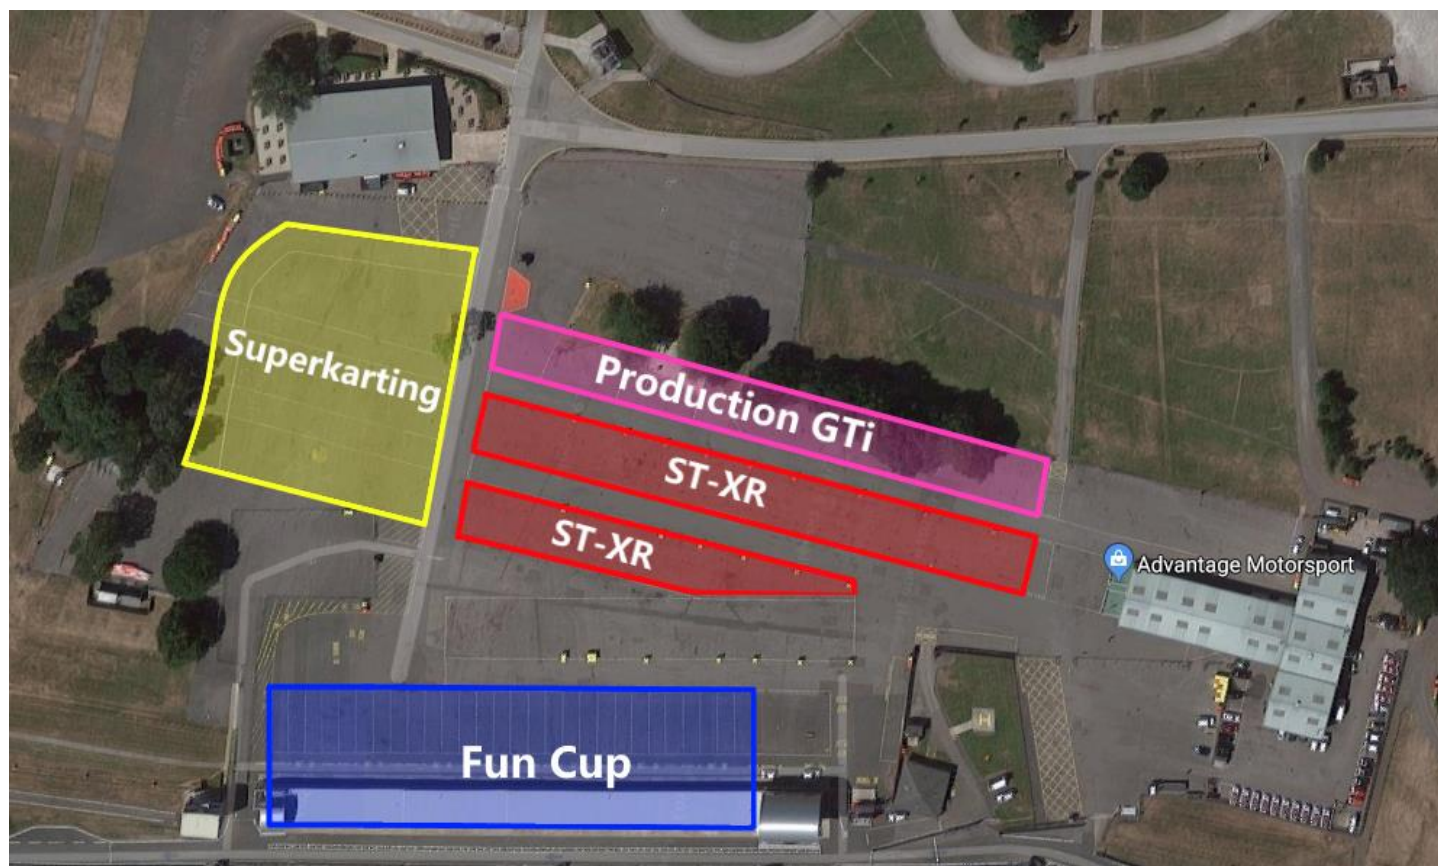 Superkarting
Production GTi
ST-XR
ST-XR
Advantage Motorsport
Fun Cup